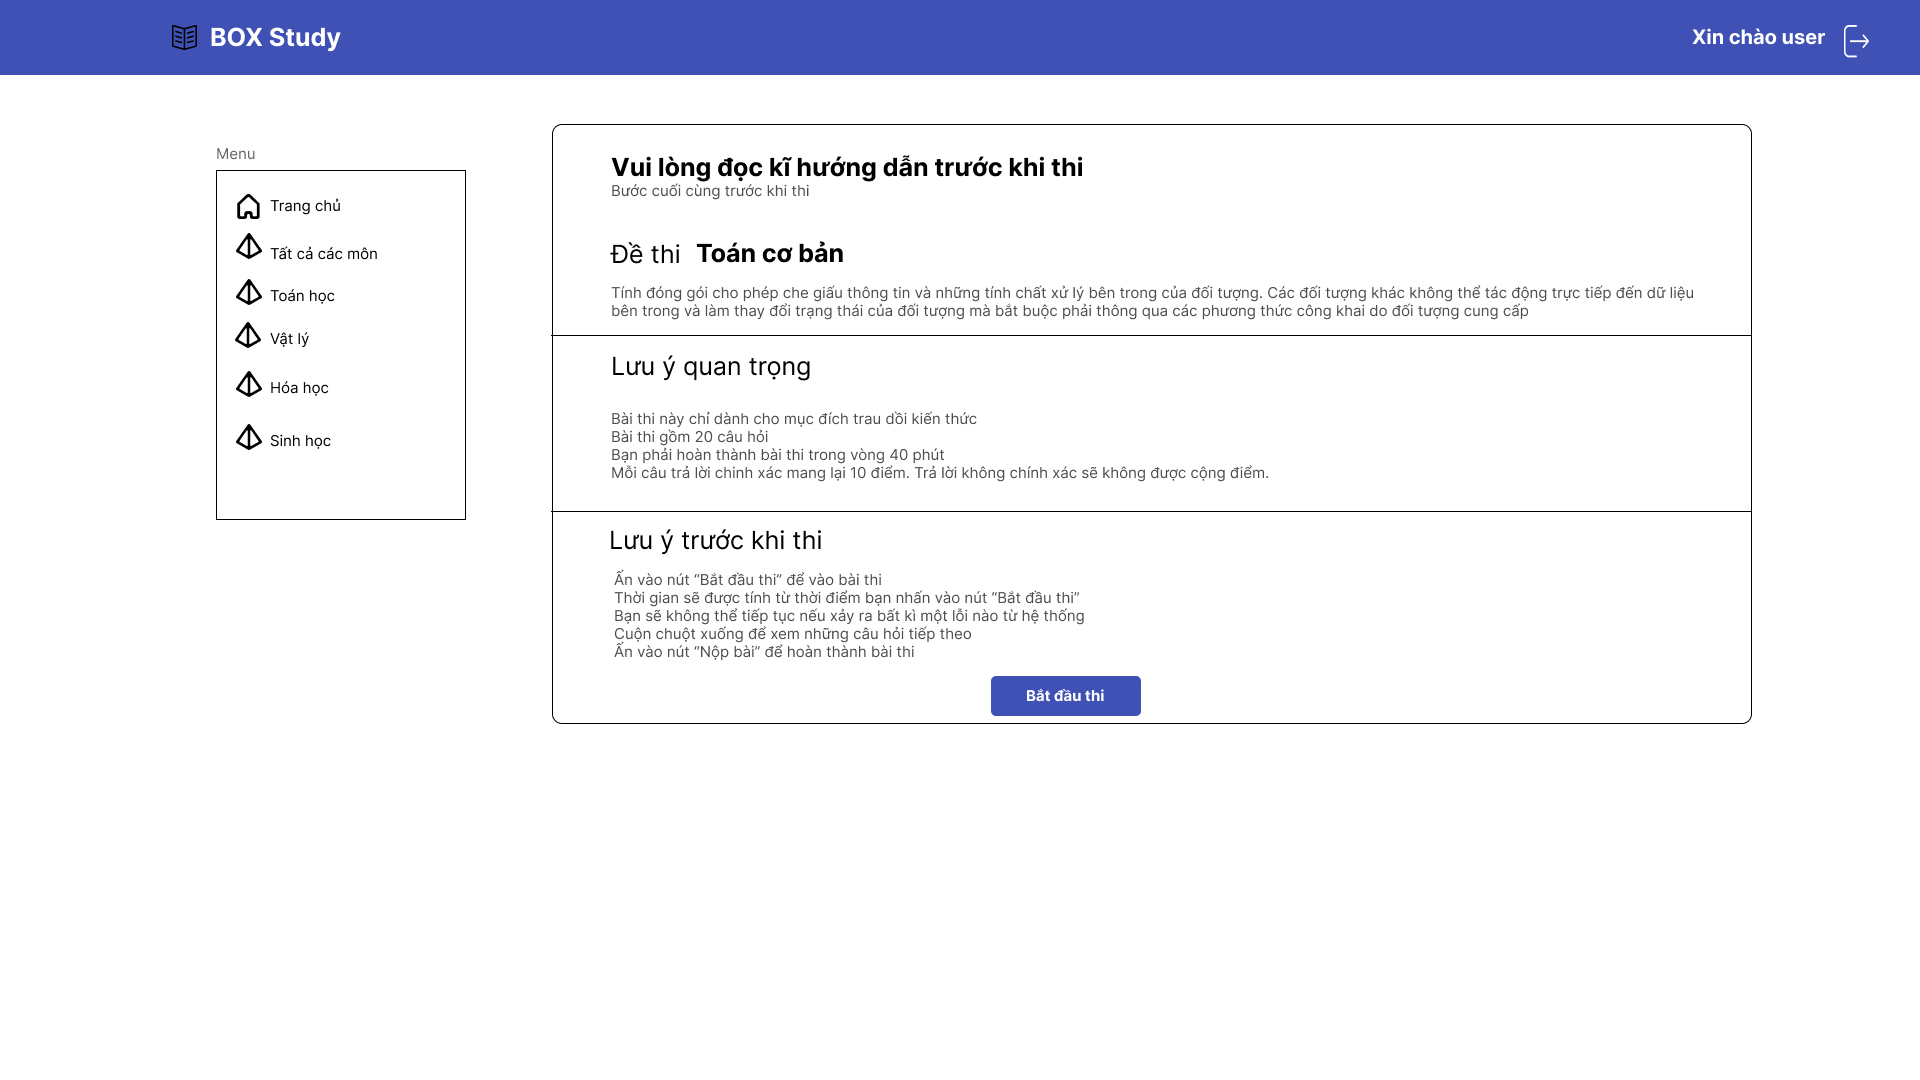 BOX Study
Xin chào user
Menu
Trang chủ
Tất cả các môn
Toán học
Vật lý
Hóa học
Sinh học
Vui lòng đọc kĩ hướng dẫn trước khi thi
Bước cuối cùng trước khi thi
Đề thi Toán cơ bản
Tính đóng gói cho phép che giấu thông tin và những tính chất xử lý bên trong của đối tượng. Các đối tượng khác không thể tác động trực tiếp đến dữ liệu
bên trong và làm thay đổi trạng thái của đối tượng mà bắt buộc phải thông qua các phương thức công khai do đối tượng cung cấp
Lưu ý quan trọng
Bài thi này chỉ dành cho mục đích trau dồi kiến thức
Bài thi gồm 20 câu hỏi
Bạn phải hoàn thành bài thi trong vòng 40 phút
Mỗi câu trả lời chinh xác mang lại 10 điểm. Trả lời không chính xác sẽ không được cộng điểm.
Lưu ý trước khi thi
Ấn vào nút “Bắt đầu thi” để vào bài thi
Thời gian sẽ được tính từ thời điểm bạn nhấn vào nút “Bắt đầu thi”
Bạn sẽ không thể tiếp tục nếu xảy ra bất kì một lỗi nào từ hệ thống
Cuộn chuột xuống để xem những câu hỏi tiếp theo
Ấn vào nút “Nộp bài” để hoàn thành bài thi
Bắt đầu thi